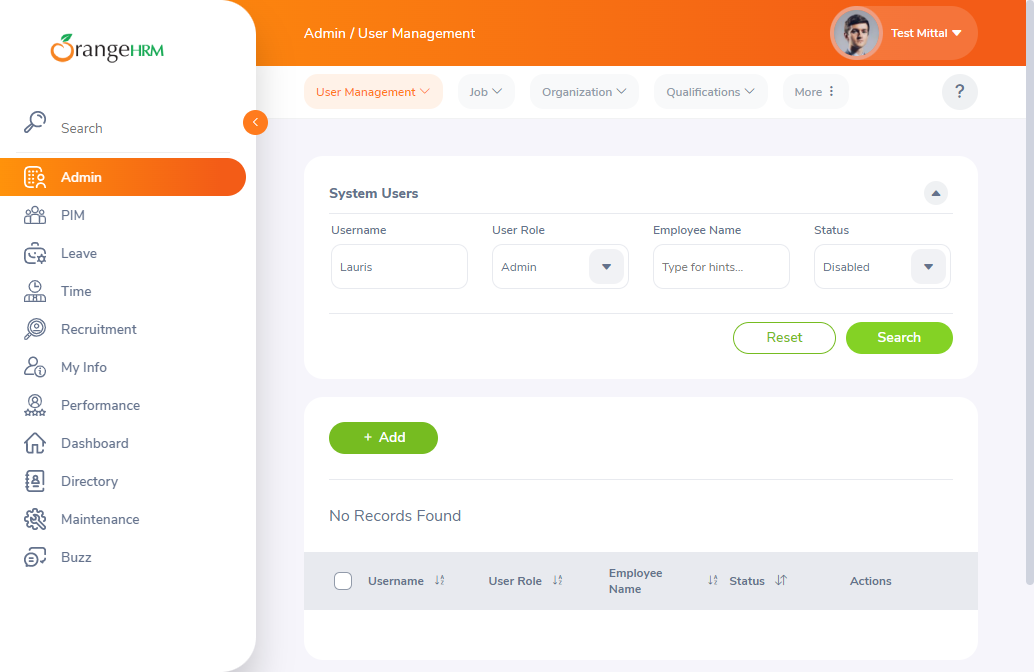 OrangeHRM
Search
Admin
PIM
Leave
Time
Recruitment
My Info
Performance
Dashboard
Directory
Maintenance
Buzz
Admin / User Management
Test Mittal
User Management
Job
Organization
Qualifications
More
?
System Users
Username
User Role
Employee Name
Status
Lauris
Admin
Type for hints...
Disabled
Reset
Search
+ Add
No Records Found
Username
User Role
Employee
Name
Status
Actions